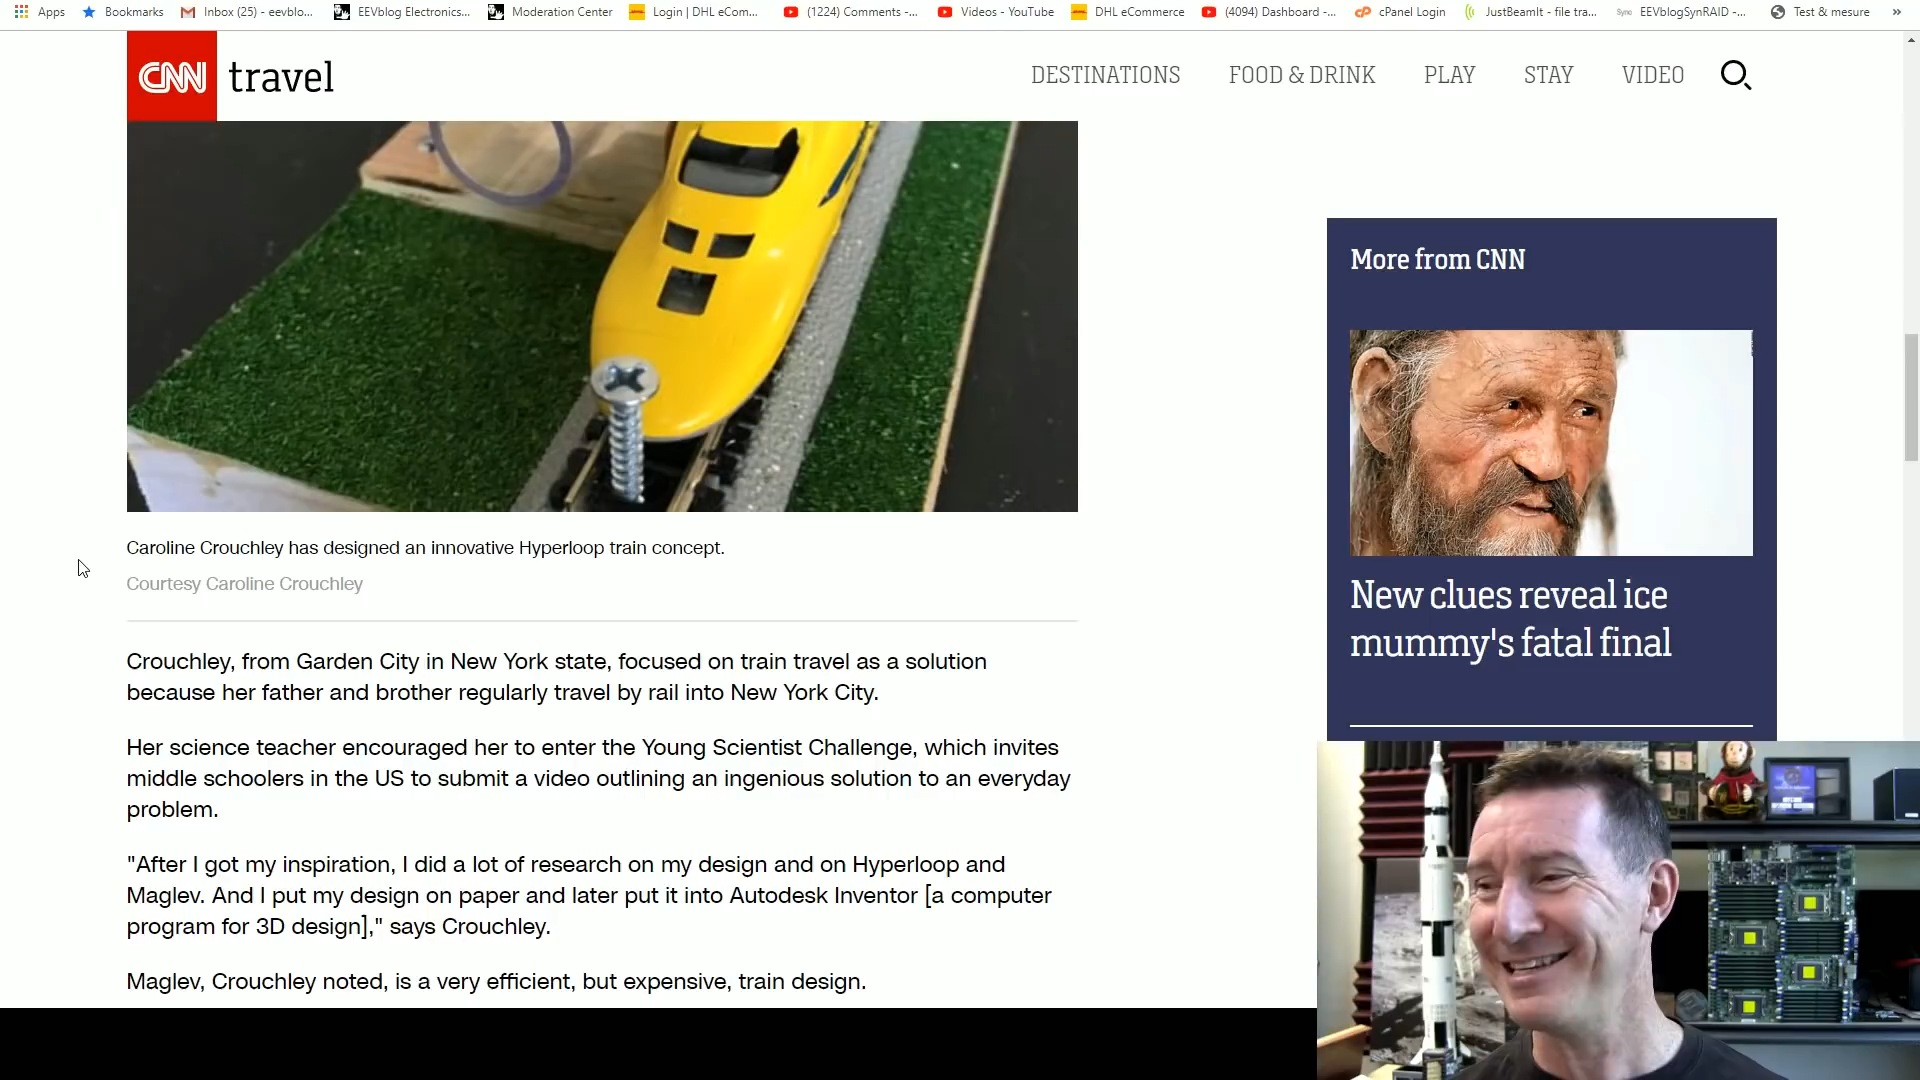 Apps
Bookmarks
Inbox (25) - eevblo...
EEVblog Electronics...
Moderation Center
Login | DHL eCom...
(1224) Comments -...
Videos - YouTube
DHL eCommerce
(4094) Dashboard -...
cPanel Login
JustBeamIt - file tra...
EEVblogSynRAID -...
Test & mesure
»
CNN travel
DESTINATIONS
FOOD & DRINK
PLAY
STAY
VIDEO
More from CNN
New clues reveal ice
mummy's fatal final
Caroline Crouchley has designed an innovative Hyperloop train concept.
Courtesy Caroline Crouchley
Crouchley, from Garden City in New York state, focused on train travel as a solution
because her father and brother regularly travel by rail into New York City.
Her science teacher encouraged her to enter the Young Scientist Challenge, which invites
middle schoolers in the US to submit a video outlining an ingenious solution to an everyday
problem.
"After I got my inspiration, I did a lot of research on my design and on Hyperloop and
Maglev. And I put my design on paper and later put it into Autodesk Inventor [a computer
program for 3D design]," says Crouchley.
Maglev, Crouchley noted, is a very efficient, but expensive, train design.